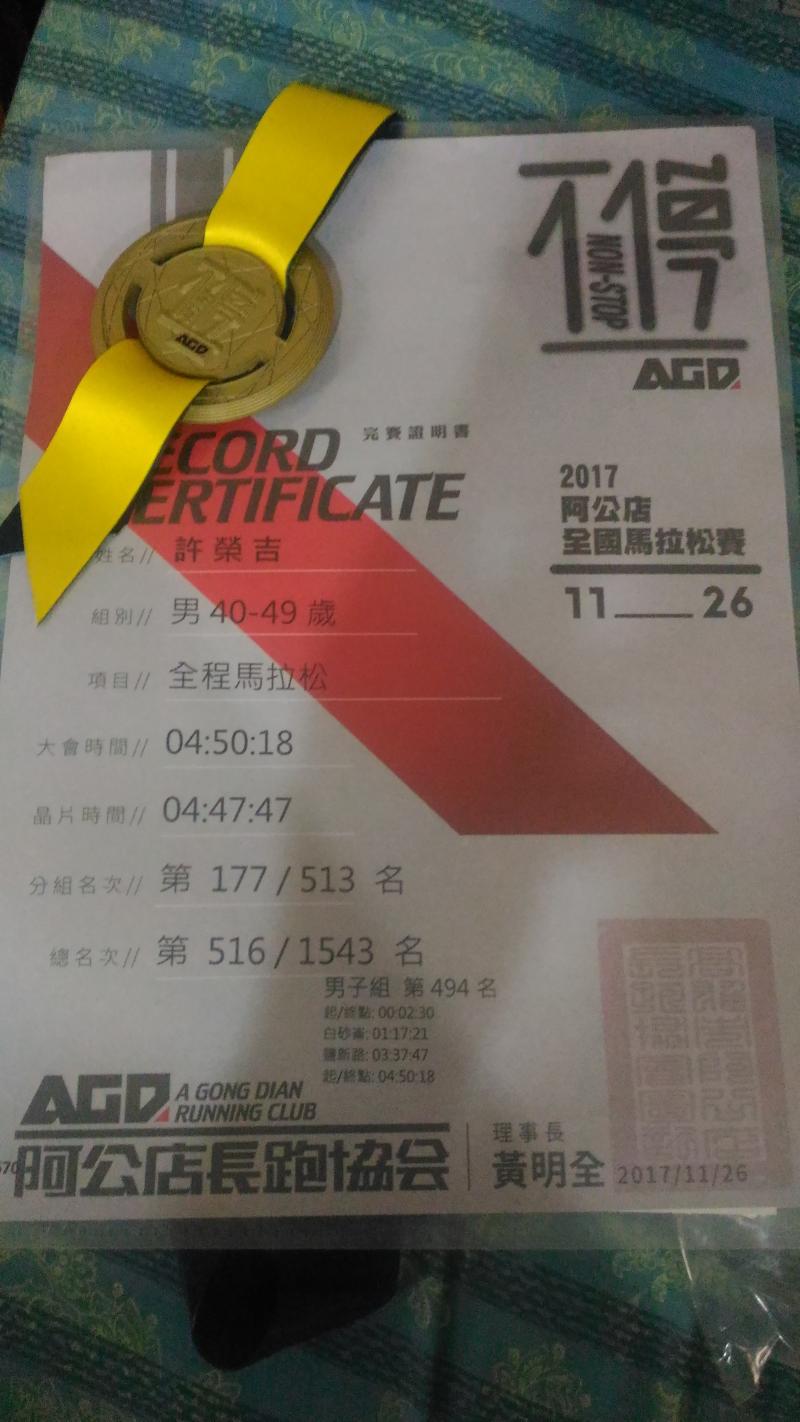 NON-STOP
AGD
AGD
完賽證明書
ECORD
ERTIFICATE
2017
阿公店
全國馬拉松賽
11____26
姓名// 許榮吉
組別// 男 40-49 歲
項目// 全程馬拉松
大會時間// 04:50:18
晶片時間// 04:47:47
分組名次// 第 177 / 513 名
總名次// 第 516 / 1543 名
男子組 第 494 名
起/終點: 00:02:30
白砂崙: 01:17:21
鹽新路: 03:37:47
起/終點: 04:50:18
AGD A GONG DIAN
RUNNING CLUB
阿公店長跑協會
理事長
黃明全 2017/11/26